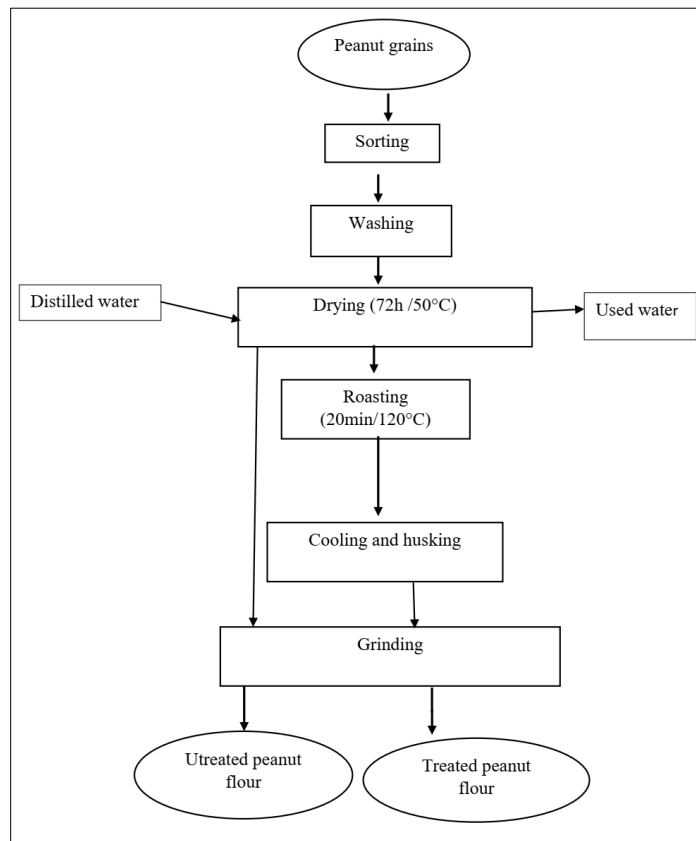 Peanut grains
Sorting
Washing
Distilled water
Drying (72h /50°C)
Used water
Roasting
(20min/120°C)
Cooling and husking
Grinding
Utreated peanut
flour
Treated peanut
flour